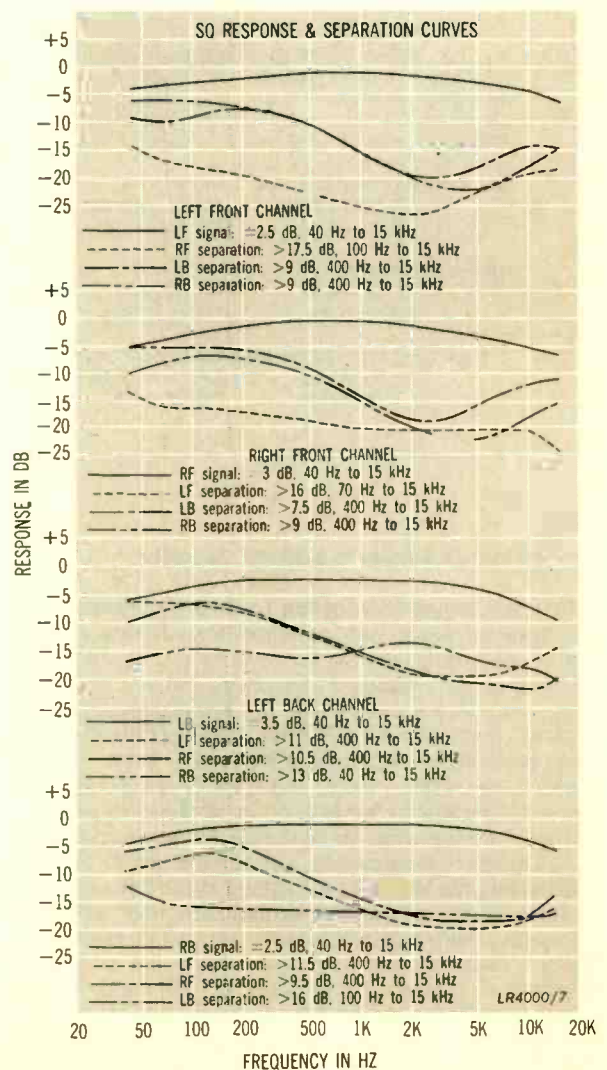 SQ RESPONSE & SEPARATION CURVES
+5
0
−5
−10
−15
−20
−25
LEFT FRONT CHANNEL
LF signal: ±2.5 dB, 40 Hz to 15 kHz
RF separation: >17.5 dB, 100 Hz to 15 kHz
LB separation: >9 dB, 400 Hz to 15 kHz
RB separation: >9 dB, 400 Hz to 15 kHz
+5
0
−5
−10
−15
−20
−25
RIGHT FRONT CHANNEL
RF signal: 3 dB, 40 Hz to 15 kHz
LF separation: >16 dB, 70 Hz to 15 kHz
LB separation: >7.5 dB, 400 Hz to 15 kHz
RB separation: >9 dB, 400 Hz to 15 kHz
RESPONSE IN DB
+5
0
−5
−10
−15
−20
−25
LEFT BACK CHANNEL
LB signal: ±3.5 dB, 40 Hz to 15 kHz
LF separation: >11 dB, 400 Hz to 15 kHz
RF separation: >10.5 dB, 400 Hz to 15 kHz
RB separation: >13 dB, 40 Hz to 15 kHz
+5
0
−5
−10
−15
−20
−25
RB signal: ±2.5 dB, 40 Hz to 15 kHz
LF separation: >11.5 dB, 400 Hz to 15 kHz
RF separation: >9.5 dB, 400 Hz to 15 kHz
LB separation: >16 dB, 100 Hz to 15 kHz
LR4000/7
20 50 100 200 500 1K 2K 5K 10K 20K
FREQUENCY IN HZ